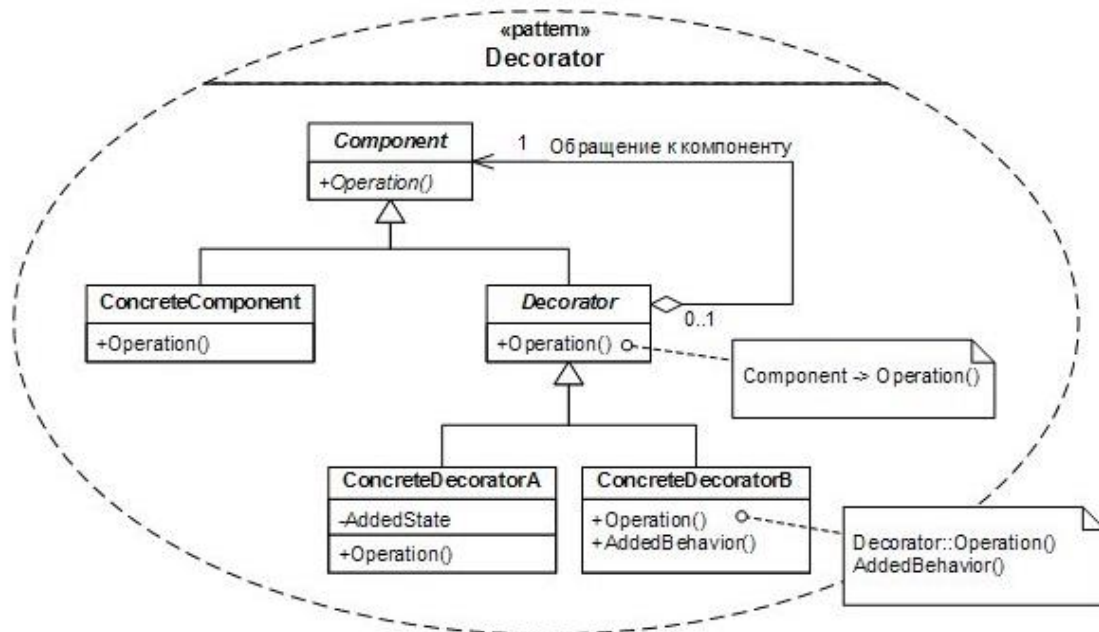 «pattern»
Decorator
Component
+Operation()
1
Обращение к компоненту
ConcreteComponent
+Operation()
Decorator
+Operation()
0..1
Component -> Operation()
ConcreteDecoratorA
-AddedState
+Operation()
ConcreteDecoratorB
+Operation()
+AddedBehavior()
Decorator::Operation()
AddedBehavior()